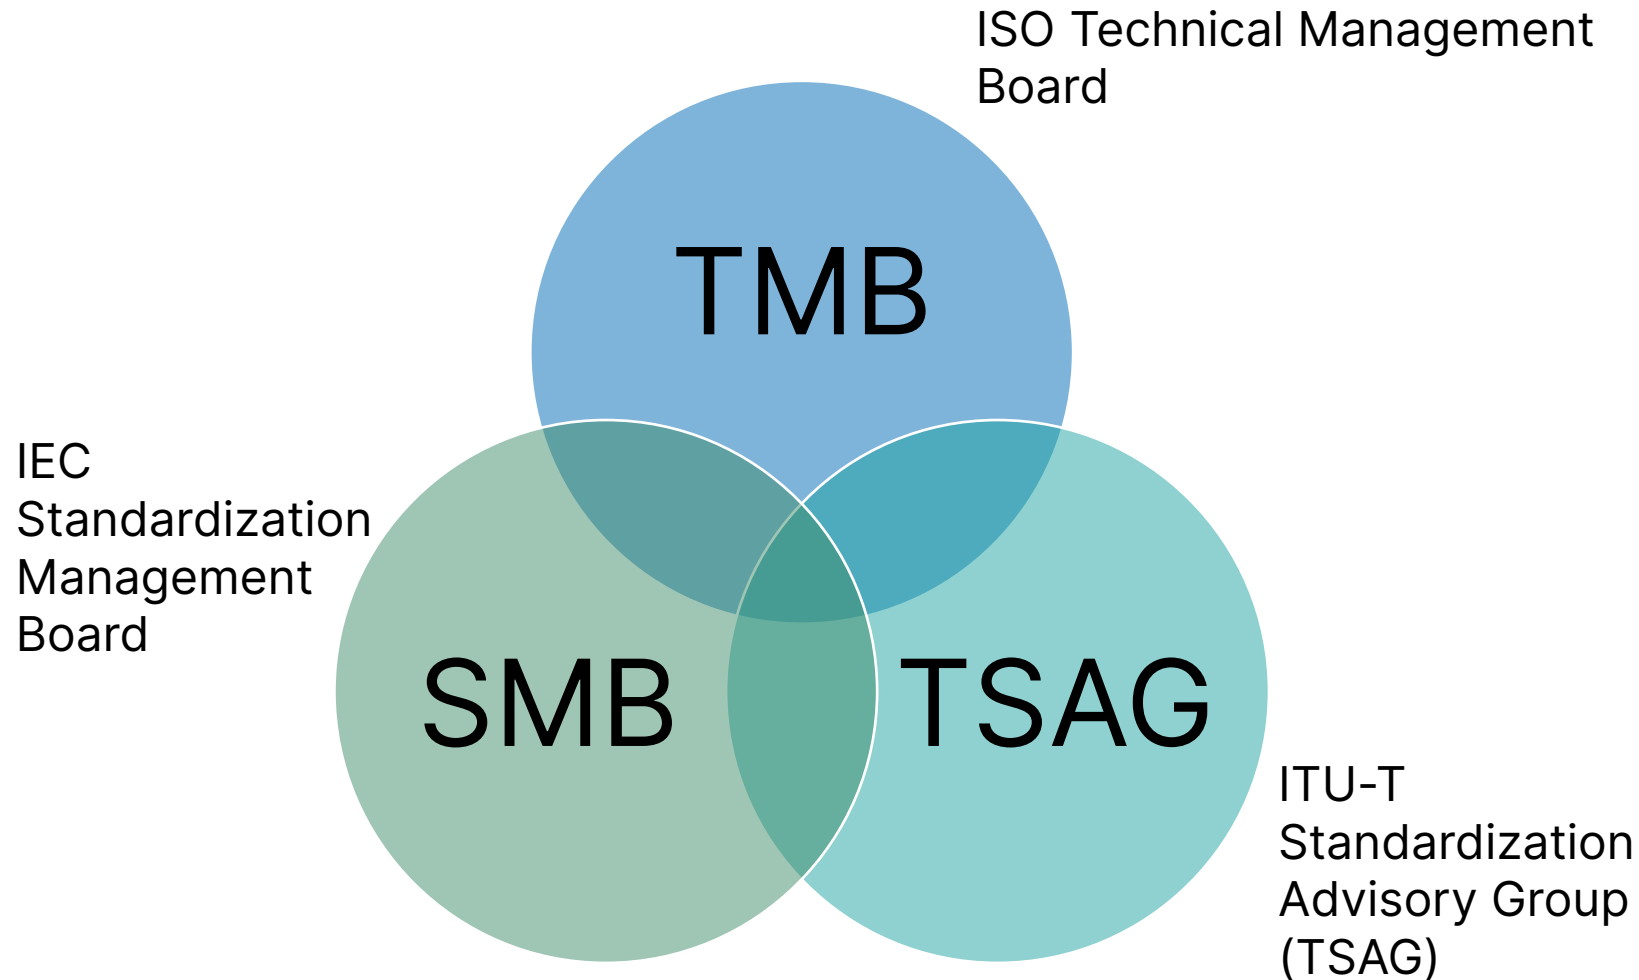 ISO Technical Management
Board
TMB
IEC
Standardization
Management
Board
SMB
TSAG
ITU-T
Standardization
Advisory Group
(TSAG)